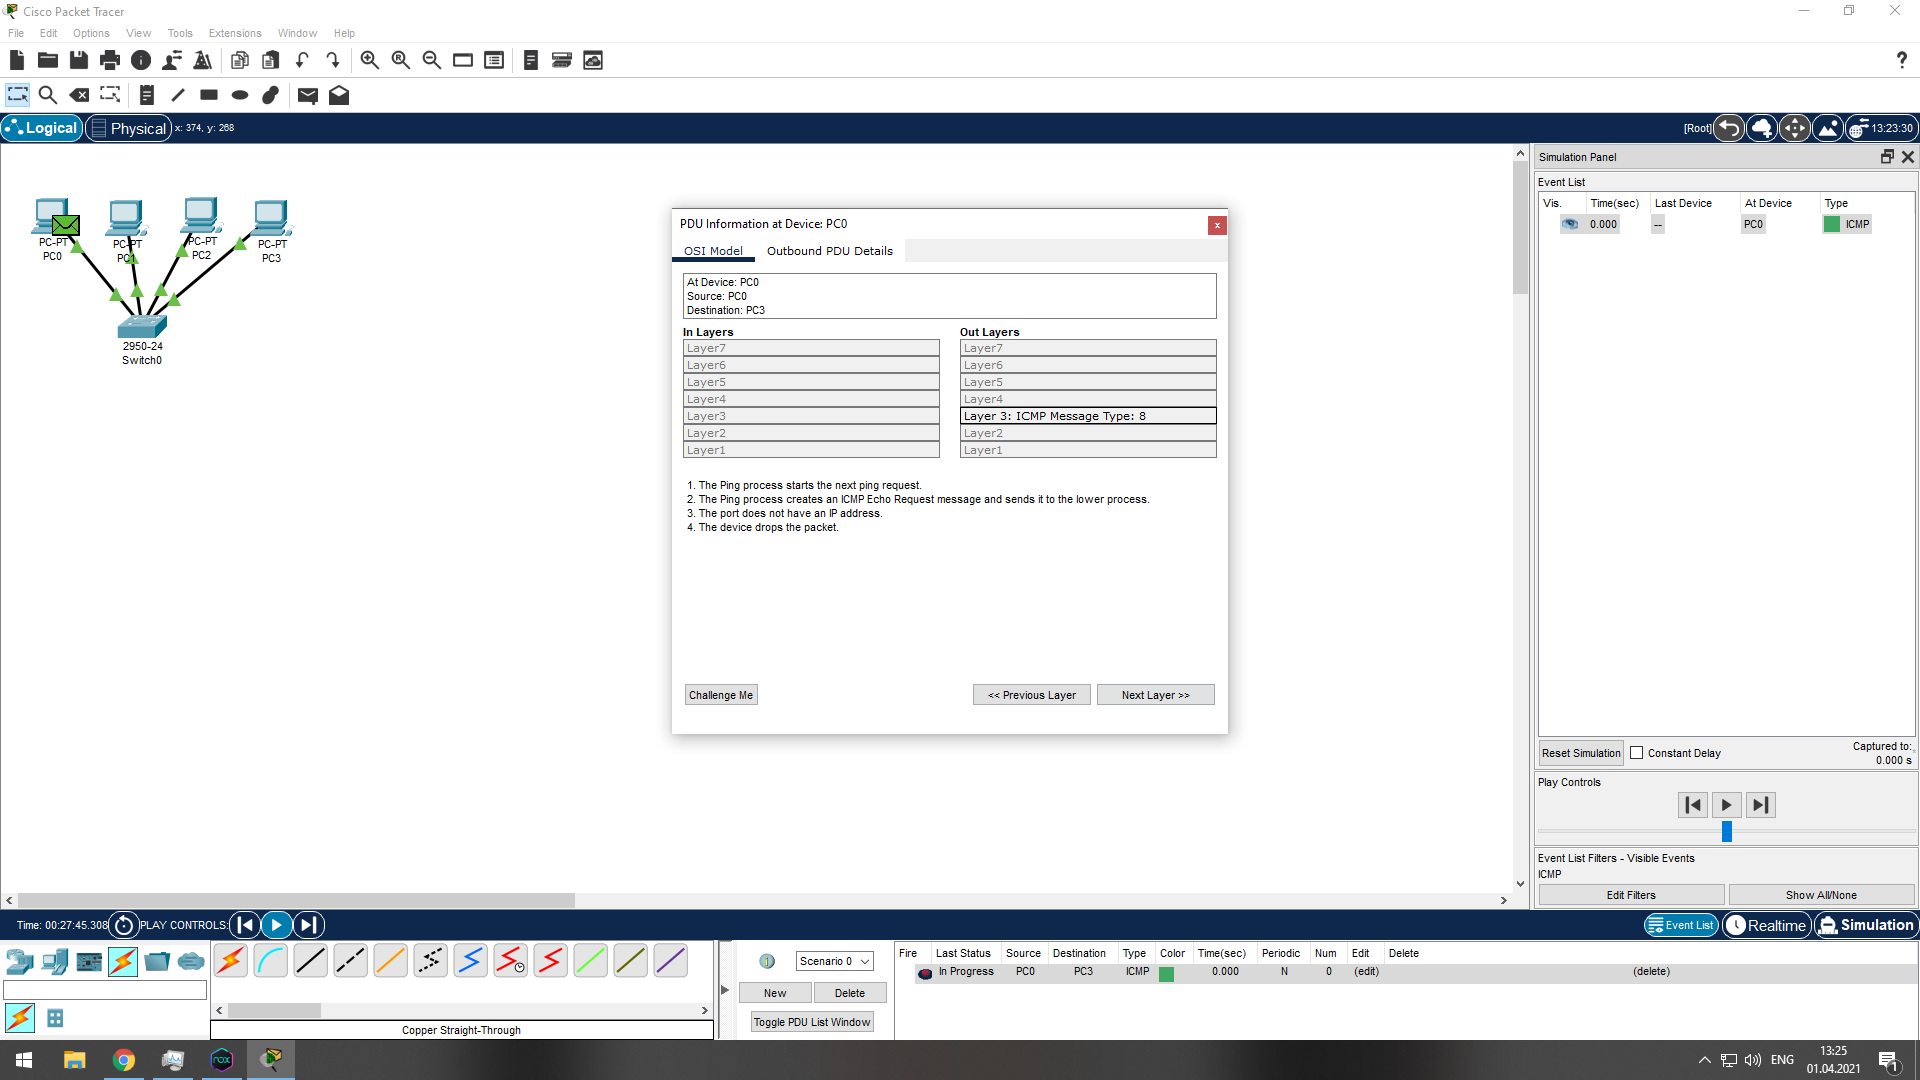 Cisco Packet Tracer
File Edit Options View Tools Extensions Window Help
Logical Physical x: 374, y: 268 [Root] 13:23:30
PC-PT
PC0
PC-PT
PC1
PC-PT
PC2
PC-PT
PC3
2950-24
Switch0
PDU Information at Device: PC0
x
OSI Model Outbound PDU Details
At Device: PC0
Source: PC0
Destination: PC3
In Layers
Layer7
Layer6
Layer5
Layer4
Layer3
Layer2
Layer1
Out Layers
Layer7
Layer6
Layer5
Layer4
Layer 3: ICMP Message Type: 8
Layer2
Layer1
1. The Ping process starts the next ping request.
2. The Ping process creates an ICMP Echo Request message and sends it to the lower process.
3. The port does not have an IP address.
4. The device drops the packet.
Challenge Me << Previous Layer Next Layer >>
Simulation Panel
Event List
Vis. Time(sec) Last Device At Device Type
0.000 -- PC0 ICMP
Reset Simulation Constant Delay Captured to:
0.000 s
Play Controls
Event List Filters - Visible Events
ICMP
Edit Filters Show All/None
Time: 00:27:45.308 PLAY CONTROLS: Event List Realtime Simulation
Copper Straight-Through
Scenario 0
New Delete
Toggle PDU List Window
Fire Last Status Source Destination Type Color Time(sec) Periodic Num Edit Delete
In Progress PC0 PC3 ICMP 0.000 N 0 (edit) (delete)
nox
ENG
13:25
01.04.2021
1